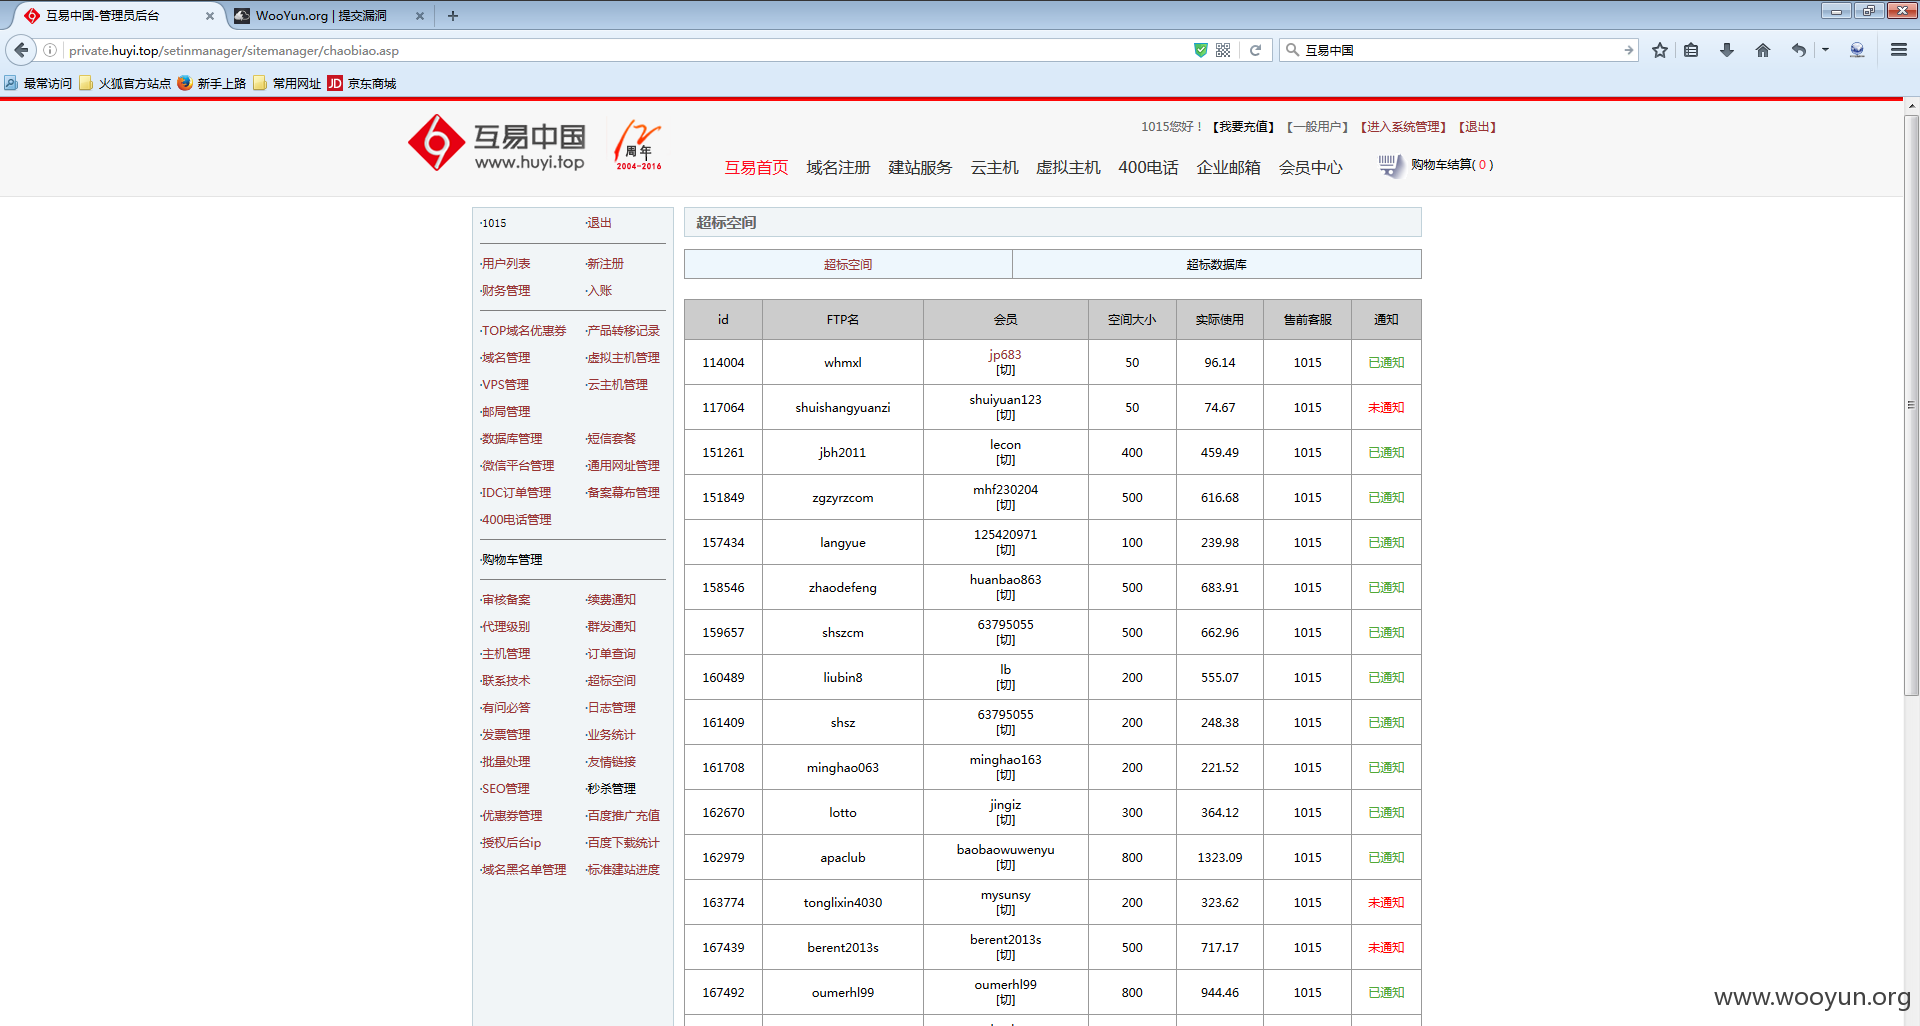 互易中国-管理员后台
WooYun.org | 提交漏洞
private.huyi.top/setinmanager/sitemanager/chaobiao.asp
互易中国
最常访问 火狐官方站点 新手上路 常用网址 JD 京东商城
互易中国
www.huyi.top
周年
2004-2016
1015您好！【我要充值】 【一般用户】 【进入系统管理】 【退出】
互易首页 域名注册 建站服务 云主机 虚拟主机 400电话 企业邮箱 会员中心
购物车结算( 0 )
·1015 ·退出
·用户列表 ·新注册
·财务管理 ·入账
·TOP域名优惠券 ·产品转移记录
·域名管理 ·虚拟主机管理
·VPS管理 ·云主机管理
·邮局管理
·数据库管理 ·短信套餐
·微信平台管理 ·通用网址管理
·IDC订单管理 ·备案幕布管理
·400电话管理
·购物车管理
·审核备案 ·续费通知
·代理级别 ·群发通知
·主机管理 ·订单查询
·联系技术 ·超标空间
·有问必答 ·日志管理
·发票管理 ·业务统计
·批量处理 ·友情链接
·SEO管理 ·秒杀管理
·优惠券管理 ·百度推广充值
·授权后台ip ·百度下载统计
·域名黑名单管理 ·标准建站进度
超标空间
超标空间 超标数据库
id FTP名 会员 空间大小 实际使用 售前客服 通知
114004 whmxl jp683 [切] 50 96.14 1015 已通知
117064 shuishangyuanzi shuiyuan123 [切] 50 74.67 1015 未通知
151261 jbh2011 lecon [切] 400 459.49 1015 已通知
151849 zgzyrzcom mhf230204 [切] 500 616.68 1015 已通知
157434 langyue 125420971 [切] 100 239.98 1015 已通知
158546 zhaodefeng huanbao863 [切] 500 683.91 1015 已通知
159657 shszcm 63795055 [切] 500 662.96 1015 已通知
160489 liubin8 lb [切] 200 555.07 1015 已通知
161409 shsz 63795055 [切] 200 248.38 1015 已通知
161708 minghao063 minghao163 [切] 200 221.52 1015 已通知
162670 lotto jingiz [切] 300 364.12 1015 已通知
162979 apaclub baobaowuwenyu [切] 800 1323.09 1015 已通知
163774 tonglixin4030 mysunsy [切] 200 323.62 1015 未通知
167439 berent2013s berent2013s [切] 500 717.17 1015 未通知
167492 oumerhl99 oumerhl99 [切] 800 944.46 1015 已通知
www.wooyun.org